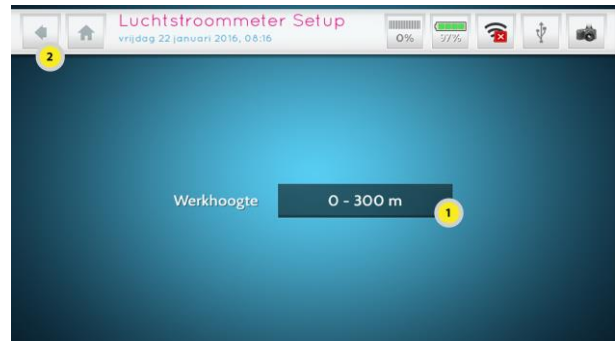 Luchtstroommeter Setup
vrijdag 22 januari 2016, 08:16
0%
97%
2
Werkhoogte
0 - 300 m
1